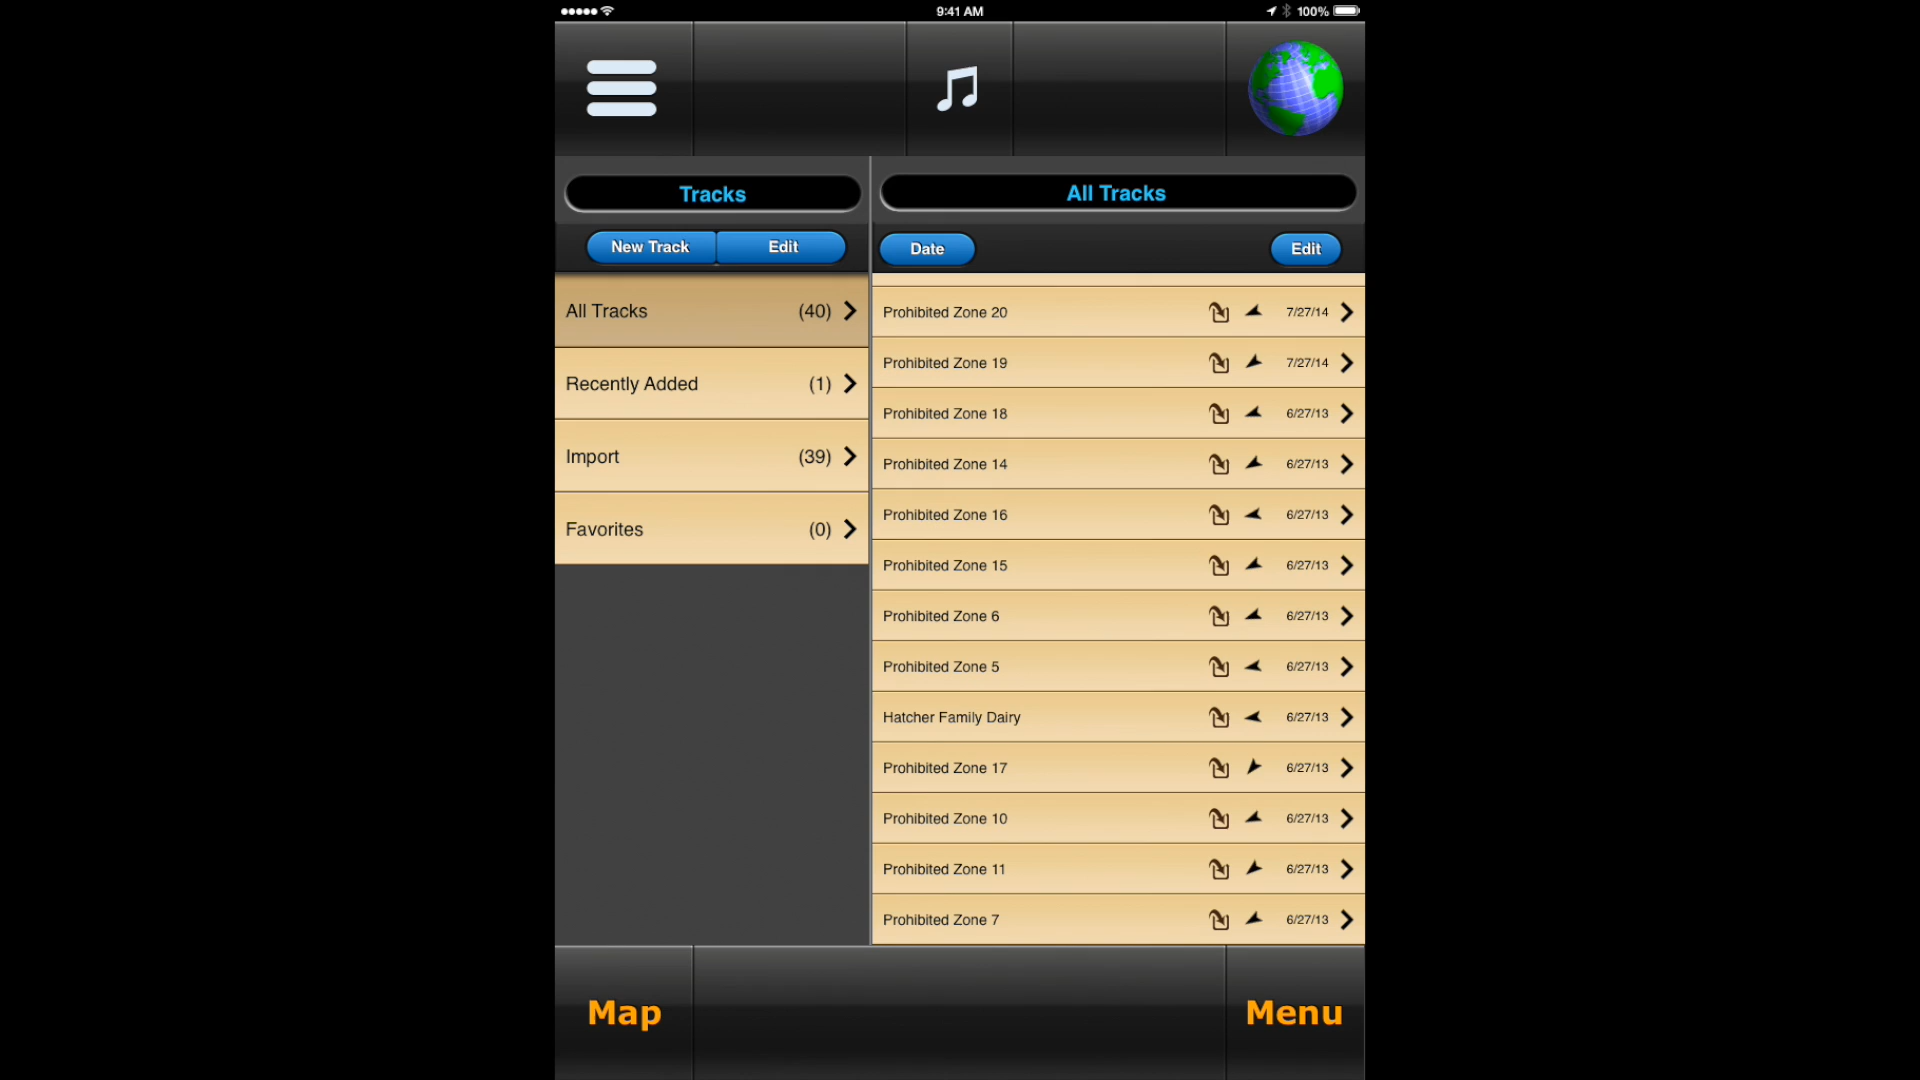 9:41 AM
100%
Tracks
All Tracks
New Track
Edit
Date
Edit
All Tracks (40)
Recently Added (1)
Import (39)
Favorites (0)
Prohibited Zone 20 7/27/14
Prohibited Zone 19 7/27/14
Prohibited Zone 18 6/27/13
Prohibited Zone 14 6/27/13
Prohibited Zone 16 6/27/13
Prohibited Zone 15 6/27/13
Prohibited Zone 6 6/27/13
Prohibited Zone 5 6/27/13
Hatcher Family Dairy 6/27/13
Prohibited Zone 17 6/27/13
Prohibited Zone 10 6/27/13
Prohibited Zone 11 6/27/13
Prohibited Zone 7 6/27/13
Map
Menu